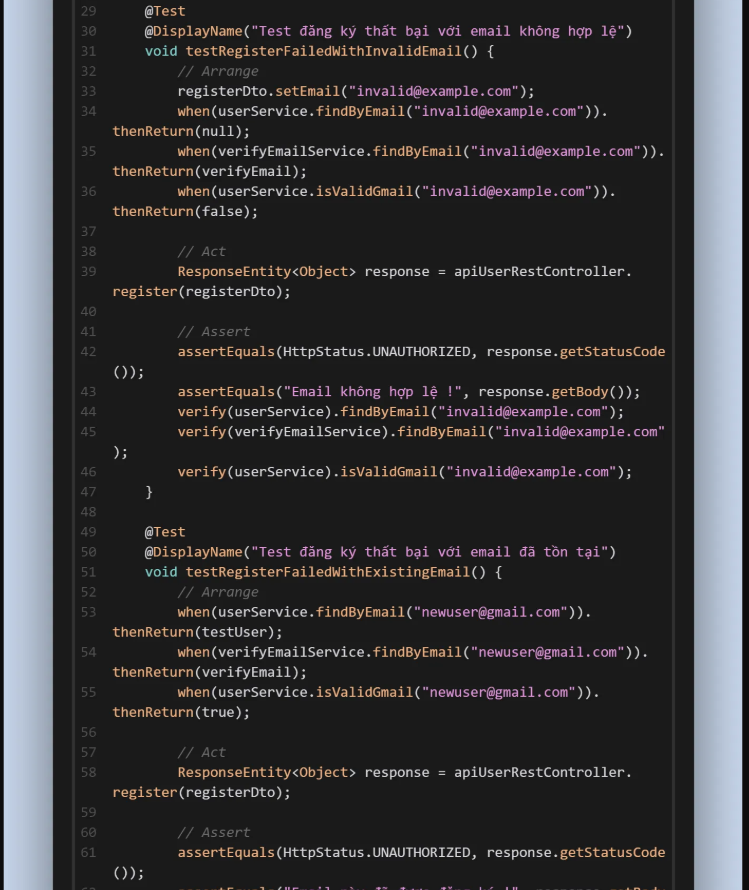 29 @Test
30 @DisplayName("Test đăng ký thất bại với email không hợp lệ")
31 void testRegisterFailedWithInvalidEmail() {
32 // Arrange
33 registerDto.setEmail("invalid@example.com");
34 when(userService.findByEmail("invalid@example.com")).
thenReturn(null);
35 when(verifyEmailService.findByEmail("invalid@example.com")).
thenReturn(verifyEmail);
36 when(userService.isValidGmail("invalid@example.com")).
thenReturn(false);
37
38 // Act
39 ResponseEntity<Object> response = apiUserRestController.
register(registerDto);
40
41 // Assert
42 assertEquals(HttpStatus.UNAUTHORIZED, response.getStatusCode
());
43 assertEquals("Email không hợp lệ !", response.getBody());
44 verify(userService).findByEmail("invalid@example.com");
45 verify(verifyEmailService).findByEmail("invalid@example.com"
);
46 verify(userService).isValidGmail("invalid@example.com");
47 }
48
49 @Test
50 @DisplayName("Test đăng ký thất bại với email đã tồn tại")
51 void testRegisterFailedWithExistingEmail() {
52 // Arrange
53 when(userService.findByEmail("newuser@gmail.com")).
thenReturn(testUser);
54 when(verifyEmailService.findByEmail("newuser@gmail.com")).
thenReturn(verifyEmail);
55 when(userService.isValidGmail("newuser@gmail.com")).
thenReturn(true);
56
57 // Act
58 ResponseEntity<Object> response = apiUserRestController.
register(registerDto);
59
60 // Assert
61 assertEquals(HttpStatus.UNAUTHORIZED, response.getStatusCode
());